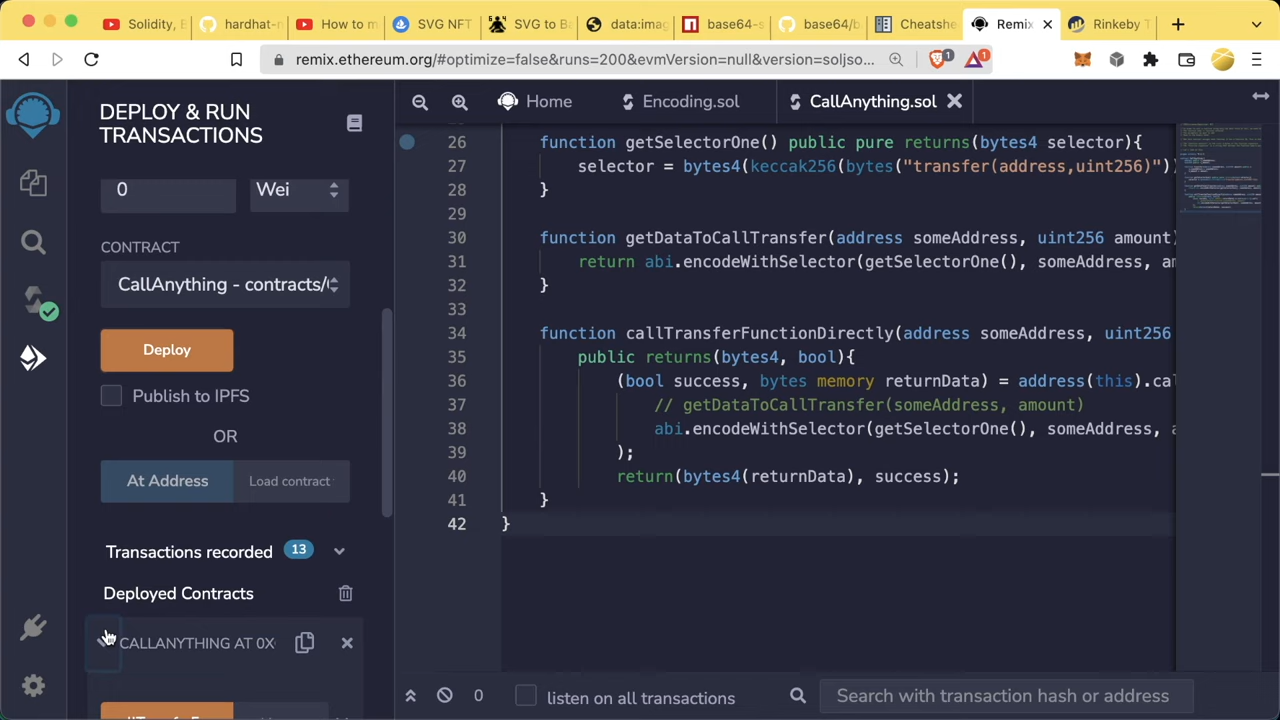 Solidity, E
hardhat-n
How to m
SVG NFT
SVG to Ba
data:imag
base64-s
base64/b
Cheatshe
Remix
Rinkeby T
remix.ethereum.org/#optimize=false&runs=200&evmVersion=null&version=soljso...
1
1
DEPLOY & RUN
TRANSACTIONS
0
Wei
CONTRACT
CallAnything - contracts/
Deploy
Publish to IPFS
OR
At Address
Load contract
Transactions recorded 13
Deployed Contracts
CALLANYTHING AT 0X
Home
Encoding.sol
CallAnything.sol
26 function getSelectorOne() public pure returns(bytes4 selector){
27 selector = bytes4(keccak256(bytes("transfer(address,uint256)"))
28 }
29
30 function getDataToCallTransfer(address someAddress, uint256 amount)
31 return abi.encodeWithSelector(getSelectorOne(), someAddress, am
32 }
33
34 function callTransferFunctionDirectly(address someAddress, uint256
35 public returns(bytes4, bool){
36 (bool success, bytes memory returnData) = address(this).cal
37 // getDataToCallTransfer(someAddress, amount)
38 abi.encodeWithSelector(getSelectorOne(), someAddress, a
39 );
40 return(bytes4(returnData), success);
41 }
42 }
0
listen on all transactions
Search with transaction hash or address